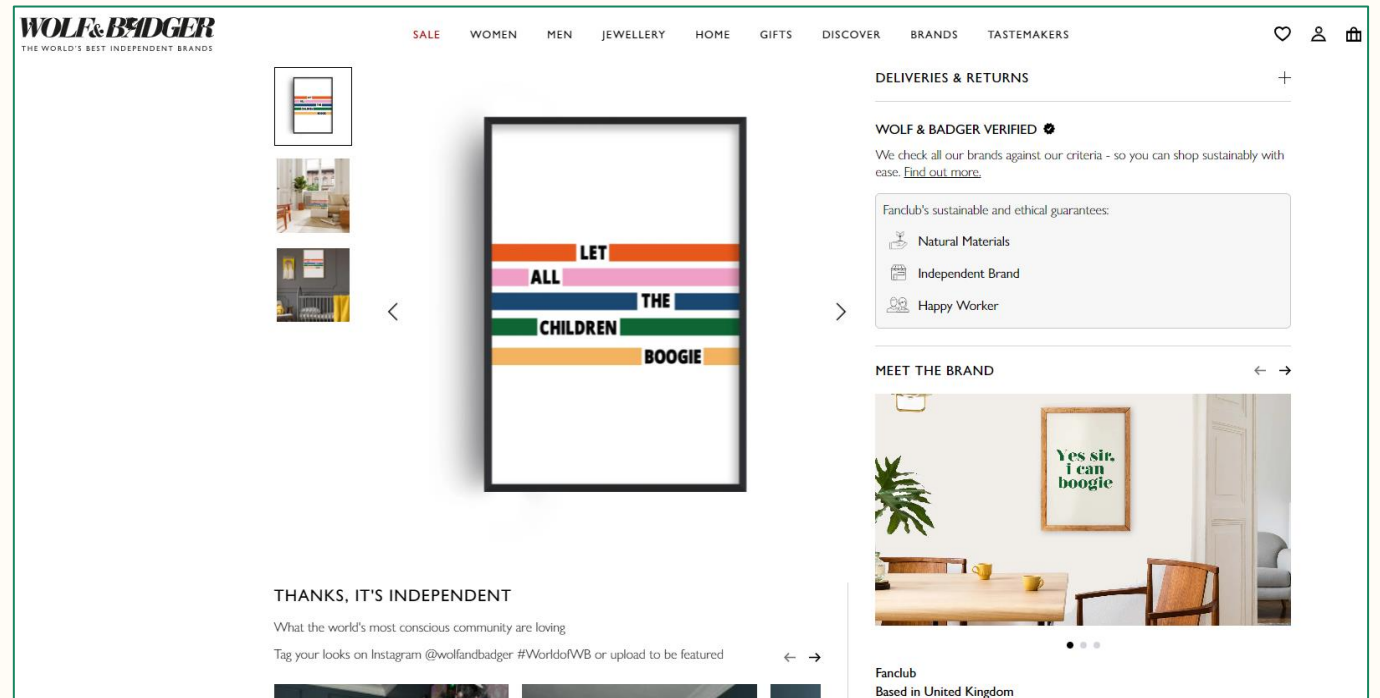 WOLF & BADGER
THE WORLD'S BEST INDEPENDENT BRANDS
SALE WOMEN MEN JEWELLERY HOME GIFTS DISCOVER BRANDS TASTEMAKERS
LET
ALL
THE
CHILDREN
BOOGIE
THANKS, IT'S INDEPENDENT
What the world's most conscious community are loving
Tag your looks on Instagram @wolfandbadger #WorldofWB or upload to be featured
DELIVERIES & RETURNS
WOLF & BADGER VERIFIED
We check all our brands against our criteria - so you can shop sustainably with
ease. Find out more.
Fanclub's sustainable and ethical guarantees:
Natural Materials
Independent Brand
Happy Worker
MEET THE BRAND
Yes sir,
i can
boogie
Fanclub
Based in United Kingdom